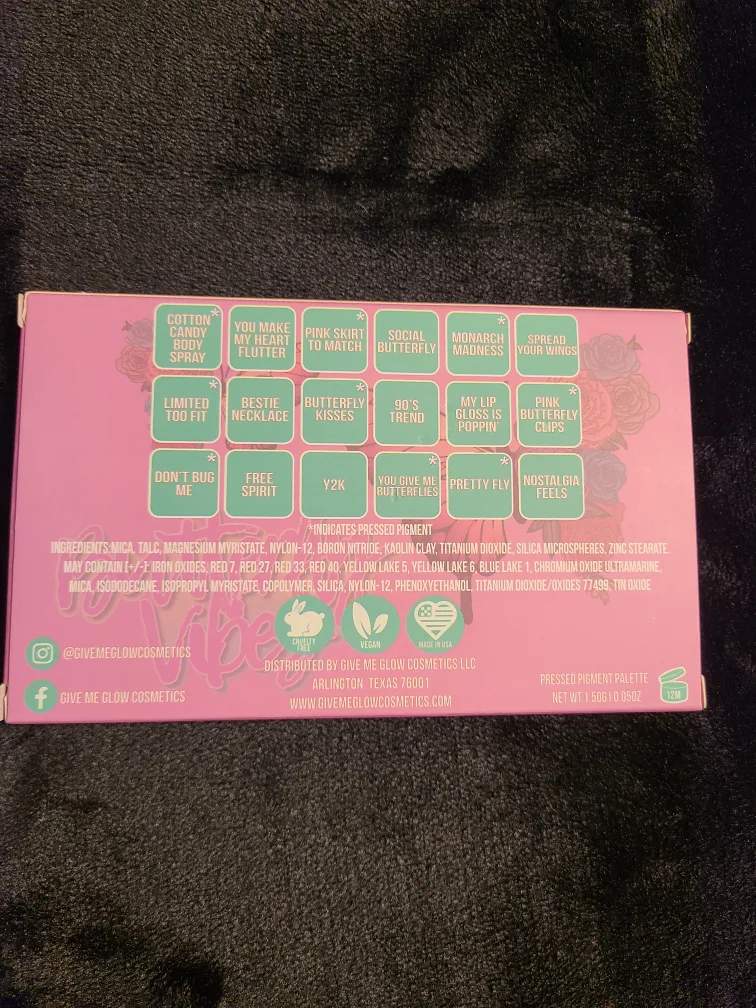 COTTON CANDY BODY SPRAY*
YOU MAKE MY HEART FLUTTER
PINK SKIRT TO MATCH*
SOCIAL BUTTERFLY
MONARCH MADNESS*
SPREAD YOUR WINGS
LIMITED TOO FIT*
BESTIE NECKLACE
BUTTERFLY KISSES*
90'S TREND
MY LIP GLOSS IS POPPIN'
PINK BUTTERFLY CLIPS*
DON'T BUG ME*
FREE SPIRIT
Y2K
YOU GIVE ME BUTTERFLIES*
PRETTY FLY*
NOSTALGIA FEELS
*INDICATES PRESSED PIGMENT
INGREDIENTS:MICA, TALC, MAGNESIUM MYRISTATE, NYLON-12, BORON NITRIDE, KAOLIN CLAY, TITANIUM DIOXIDE, SILICA MICROSPHERES, ZINC STEARATE.
MAY CONTAIN [+/-]: IRON OXIDES, RED 7, RED 27, RED 33, RED 40, YELLOW LAKE 5, YELLOW LAKE 6, BLUE LAKE 1, CHROMIUM OXIDE ULTRAMARINE,
MICA, ISODODECANE, ISOPROPYL MYRISTATE, COPOLYMER, SILICA, NYLON-12, PHENOXYETHANOL, TITANIUM DIOXIDE/OXIDES 77499, TIN OXIDE
Butterfly
Vibes
CRUELTY FREE
VEGAN
MADE IN USA
@GIVEMEGLOWCOSMETICS
GIVE ME GLOW COSMETICS
DISTRIBUTED BY GIVE ME GLOW COSMETICS LLC
ARLINGTON, TEXAS 76001
WWW.GIVEMEGLOWCOSMETICS.COM
PRESSED PIGMENT PALETTE
NET WT 1.50G | 0.05OZ
12M